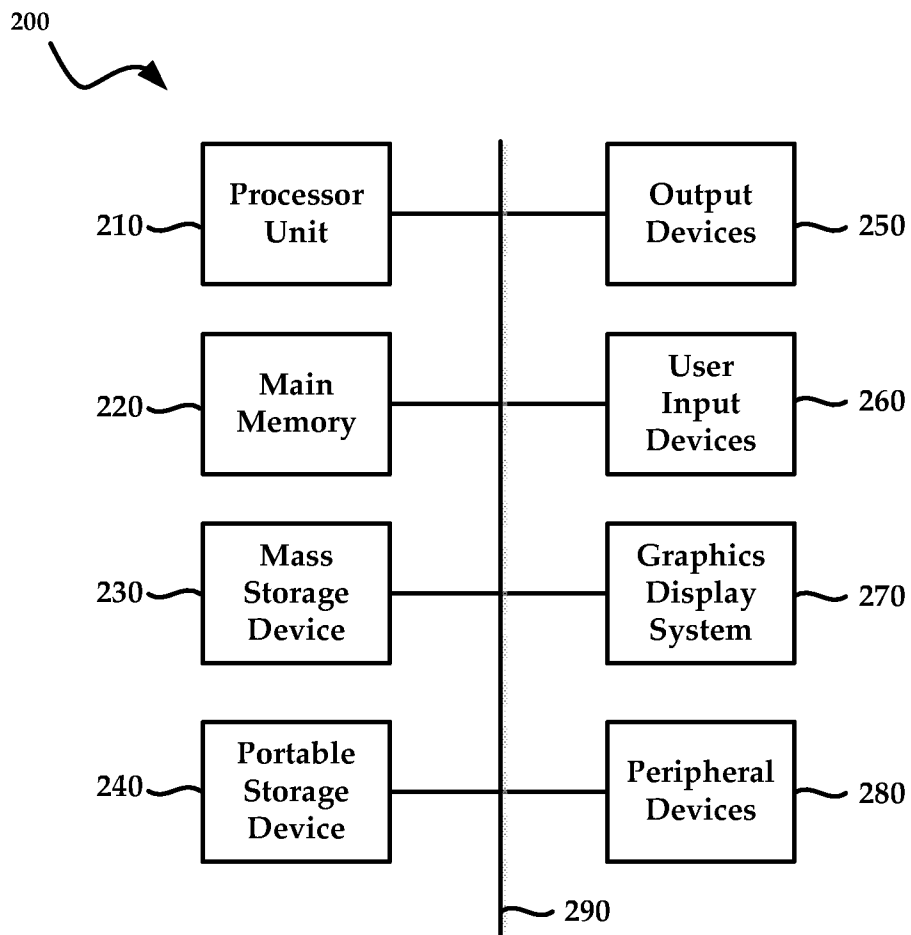 200
Processor
Unit
210
Output
Devices
250
Main
Memory
220
User
Input
Devices
260
Mass
Storage
Device
230
Graphics
Display
System
270
Portable
Storage
Device
240
Peripheral
Devices
280
290